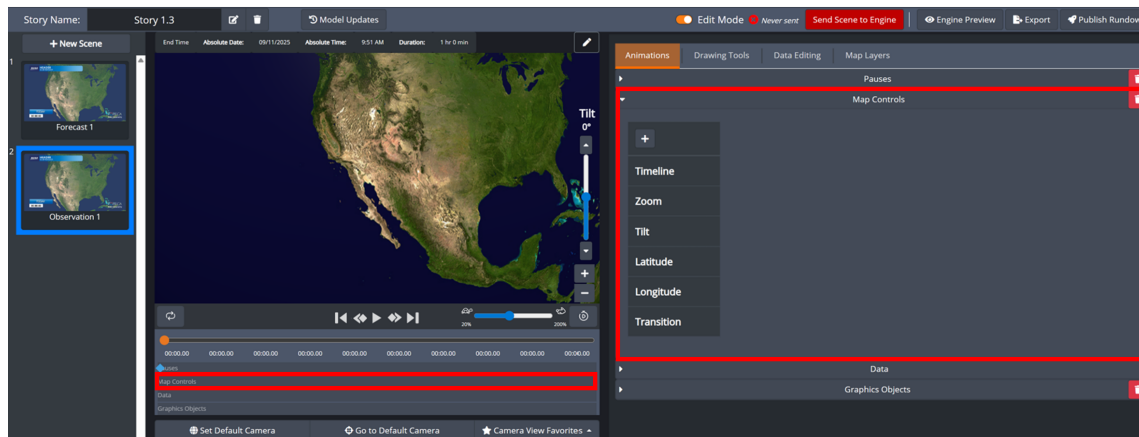 Story Name:
Story 1.3
Model Updates
Edit Mode
Never sent
Send Scene to Engine
Engine Preview
Export
Publish Rundow
+ New Scene
End Time Absolute Date: 09/11/2025 Absolute Time: 9:51 AM Duration: 1 hr 0 min
1
Forecast 1
2
Observation 1
Tilt
0°
20%
200%
00:00.00 00:00.00 00:00.00 00:00.00 00:00.00 00:00.00 00:00.00 00:00.00 00:00.00 00:00.00
Pauses
Map Controls
Data
Graphics Objects
Set Default Camera
Go to Default Camera
Camera View Favorites
Animations
Drawing Tools
Data Editing
Map Layers
Pauses
Map Controls
+
Timeline
Zoom
Tilt
Latitude
Longitude
Transition
Data
Graphics Objects